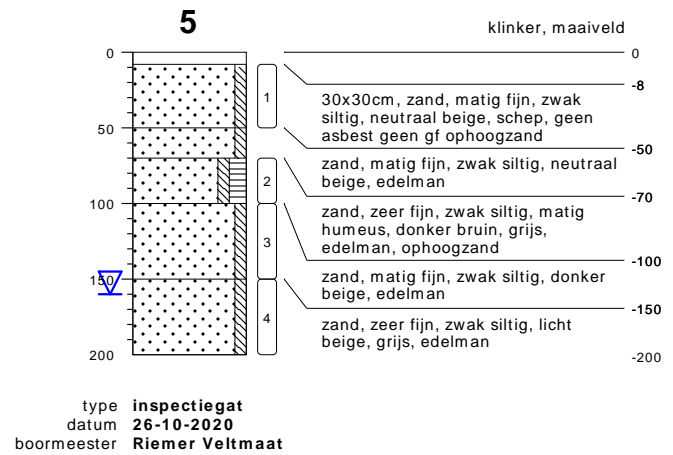 5
klinker, maaiveld
0
0
-8
1
30x30cm, zand, matig fijn, zwak
siltig, neutraal beige, schep, geen
asbest geen gf ophoogzand
50
-50
zand, matig fijn, zwak siltig, neutraal
beige, edelman
2
-70
100
zand, zeer fijn, zwak siltig, matig
humeus, donker bruin, grijs,
edelman, ophoogzand
3
-100
zand, matig fijn, zwak siltig, donker
beige, edelman
150
-150
4
zand, zeer fijn, zwak siltig, licht
beige, grijs, edelman
200
-200
type inspectiegat
datum 26-10-2020
boormeester Riemer Veltmaat